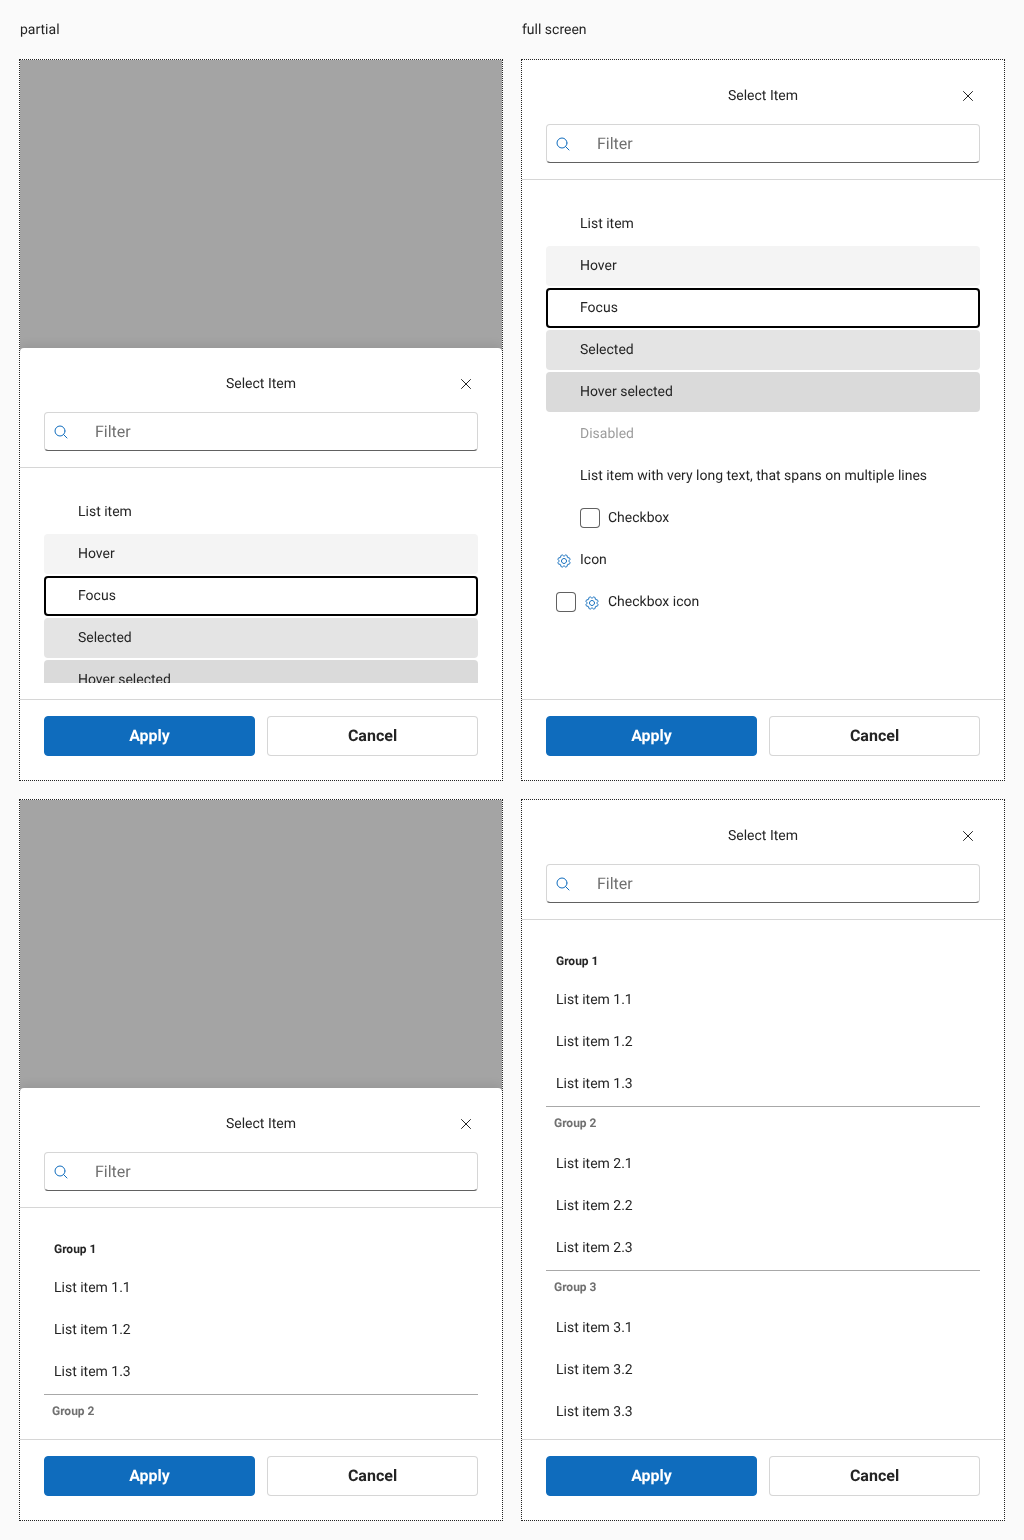 partial
full screen
Select Item
Filter
List item
Hover
Focus
Selected
Hover selected
Apply
Cancel
Select Item
Filter
List item
Hover
Focus
Selected
Hover selected
Disabled
List item with very long text, that spans on multiple lines
Checkbox
Icon
Checkbox icon
Apply
Cancel
Select Item
Filter
Group 1
List item 1.1
List item 1.2
List item 1.3
Group 2
Apply
Cancel
Select Item
Filter
Group 1
List item 1.1
List item 1.2
List item 1.3
Group 2
List item 2.1
List item 2.2
List item 2.3
Group 3
List item 3.1
List item 3.2
List item 3.3
Apply
Cancel